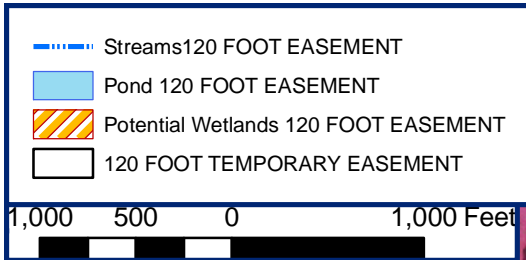 Streams120 FOOT EASEMENT
Pond 120 FOOT EASEMENT
Potential Wetlands 120 FOOT EASEMENT
120 FOOT TEMPORARY EASEMENT
1,000 500 0 1,000 Feet